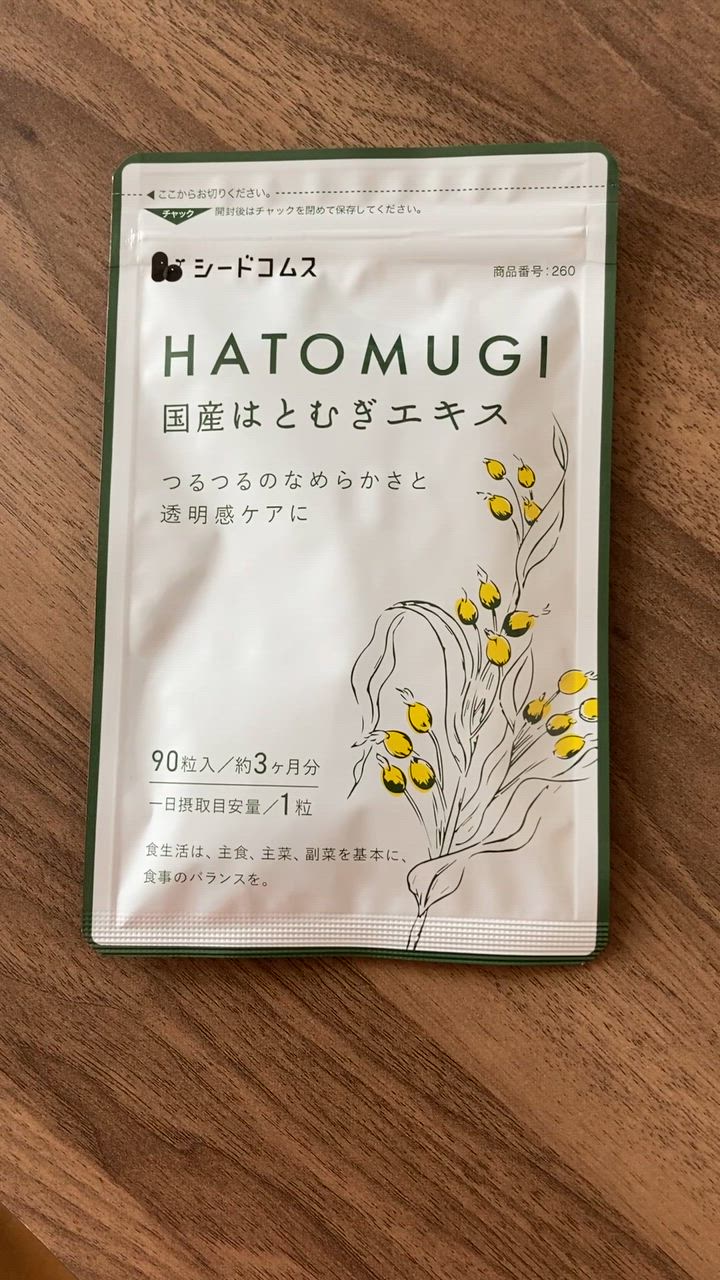 ◀ここからお切りください。
チャック 開封後はチャックを閉めて保存してください。
シードコムス
商品番号:260
HATOMUGI
国産はとむぎエキス
つるつるのなめらかさと
透明感ケアに
90粒入/約3ヶ月分
一日摂取目安量/1粒
食生活は、主食、主菜、副菜を基本に、
食事のバランスを。